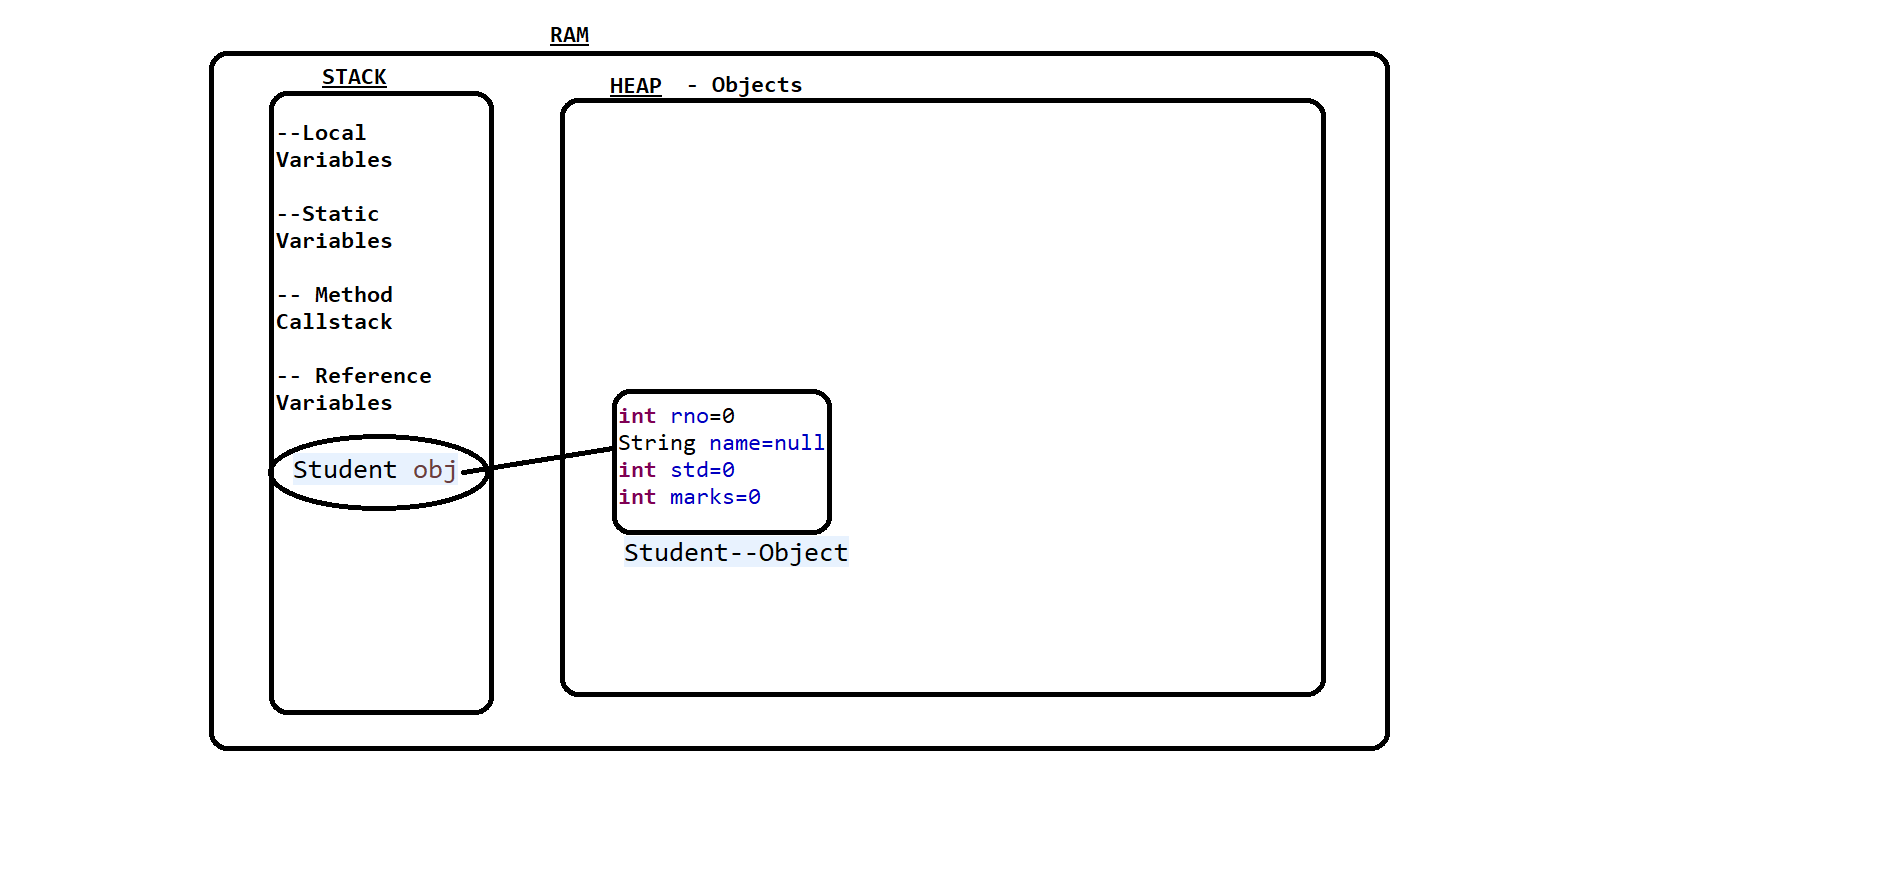 RAM
STACK
--Local
Variables
--Static
Variables
-- Method
Callstack
-- Reference
Variables
Student obj
HEAP - Objects
int rno=0
String name=null
int std=0
int marks=0
Student--Object